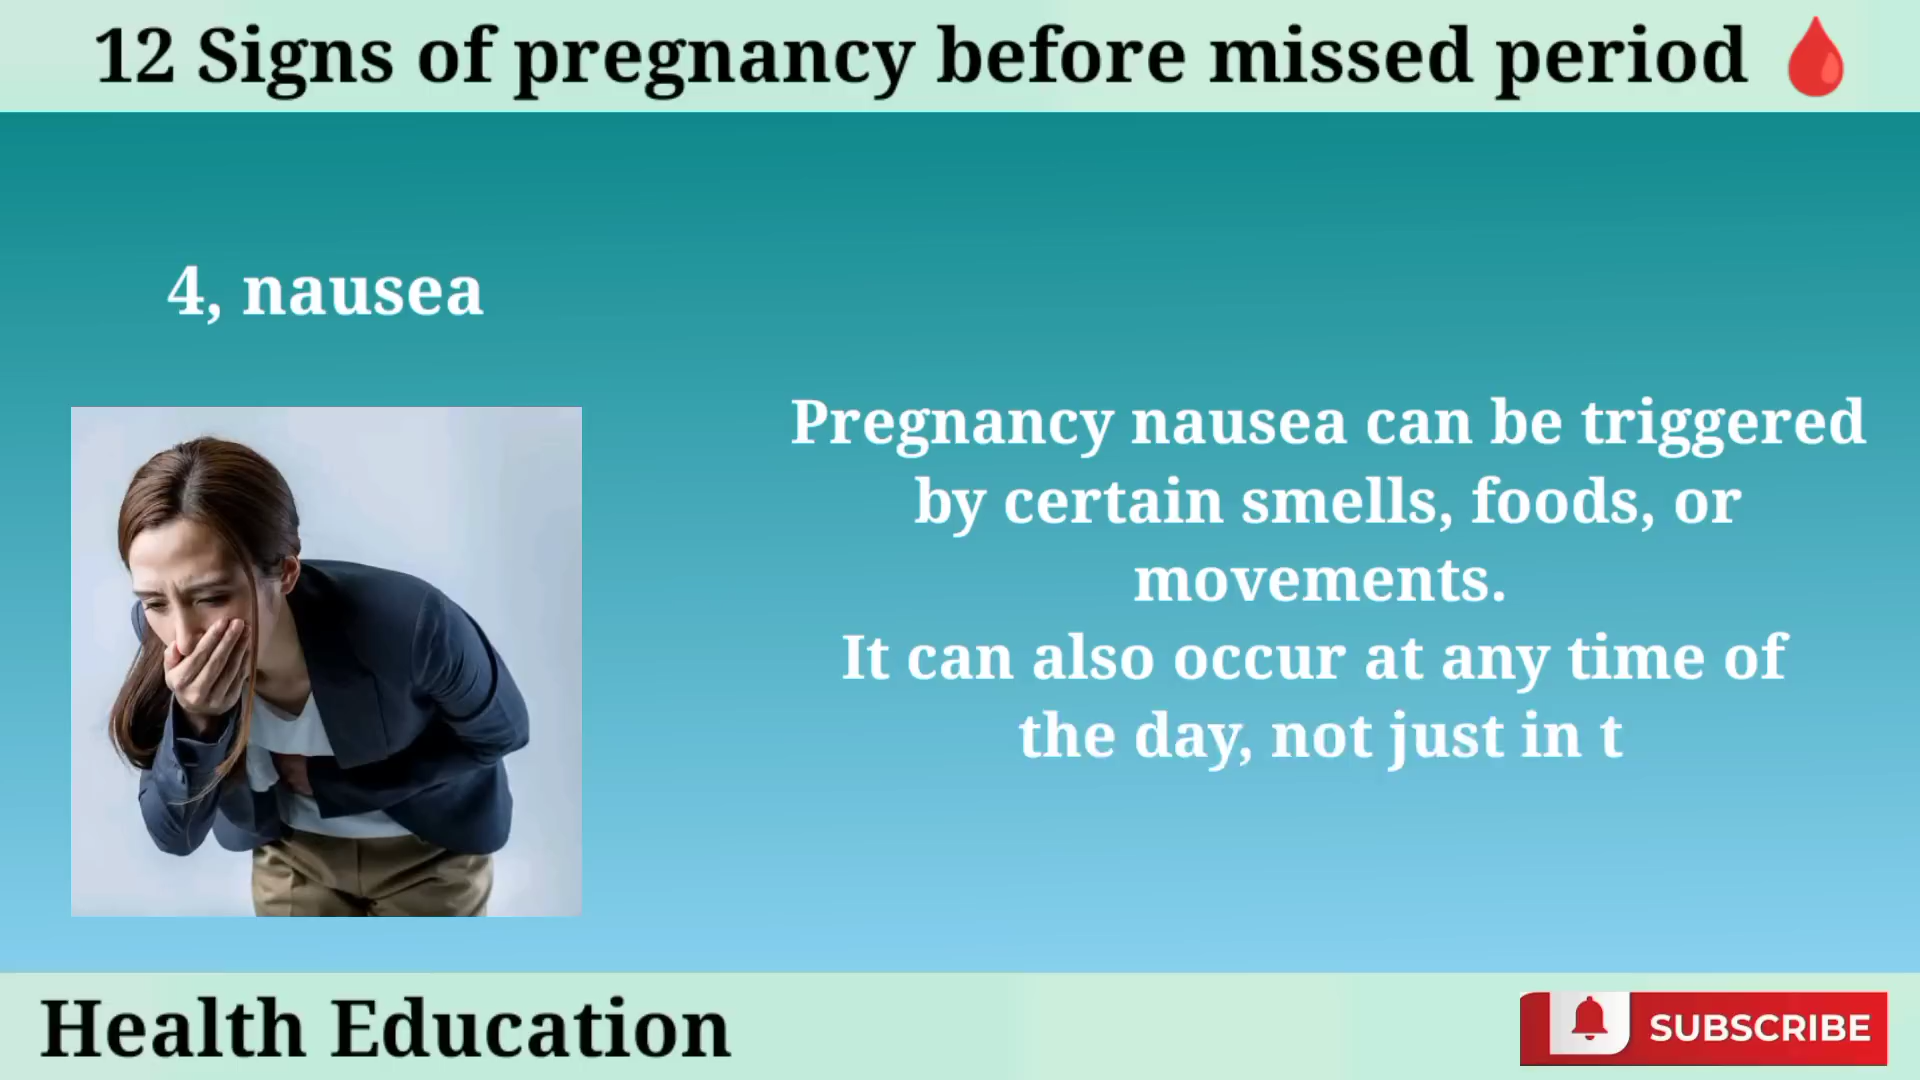 12 Signs of pregnancy before missed period
4, nausea
Pregnancy nausea can be triggered
by certain smells, foods, or
movements.
It can also occur at any time of
the day, not just in t
Health Education
SUBSCRIBE